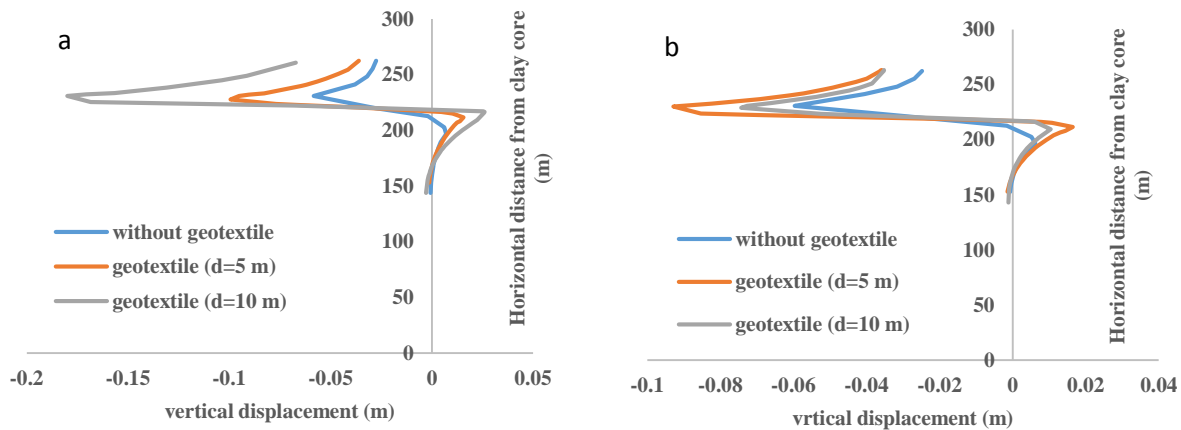 a
300
250
200
150
100
50
0
-0.2
-0.15
-0.1
-0.05
0
0.05
vertical displacement (m)
Horizontal distance from clay core
(m)
without geotextile
geotextile (d=5 m)
geotextile (d=10 m)
b
300
250
200
150
100
50
0
-0.1
-0.08
-0.06
-0.04
-0.02
0
0.02
0.04
vrtical displacement (m)
Horizontal distance from clay core
(m)
without geotextile
geotextile (d=5 m)
geotextile (d=10 m)